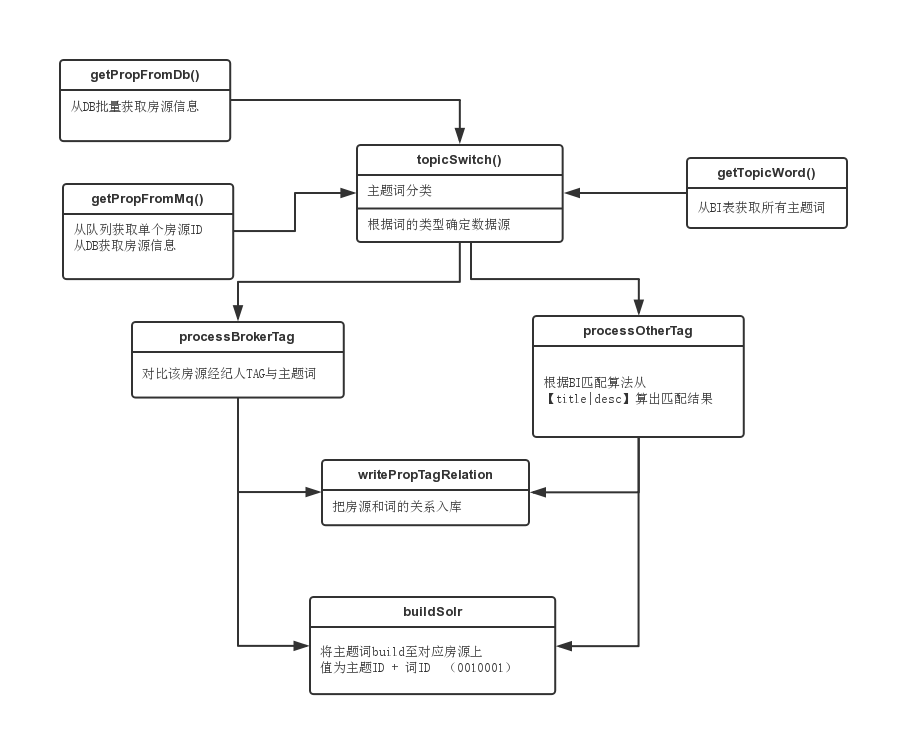 getPropFromDb()
从DB批量获取房源信息
topicSwitch()
主题词分类
根据词的类型确定数据源
getTopicWord()
从BI表获取所有主题词
getPropFromMq()
从队列获取单个房源ID
从DB获取房源信息
processBrokerTag
对比该房源经纪人TAG与主题词
processOtherTag
根据BI匹配算法从
【title|desc】算出匹配结果
writePropTagRelation
把房源和词的关系入库
buildSolr
将主题词build至对应房源上
值为主题ID + 词ID （0010001）